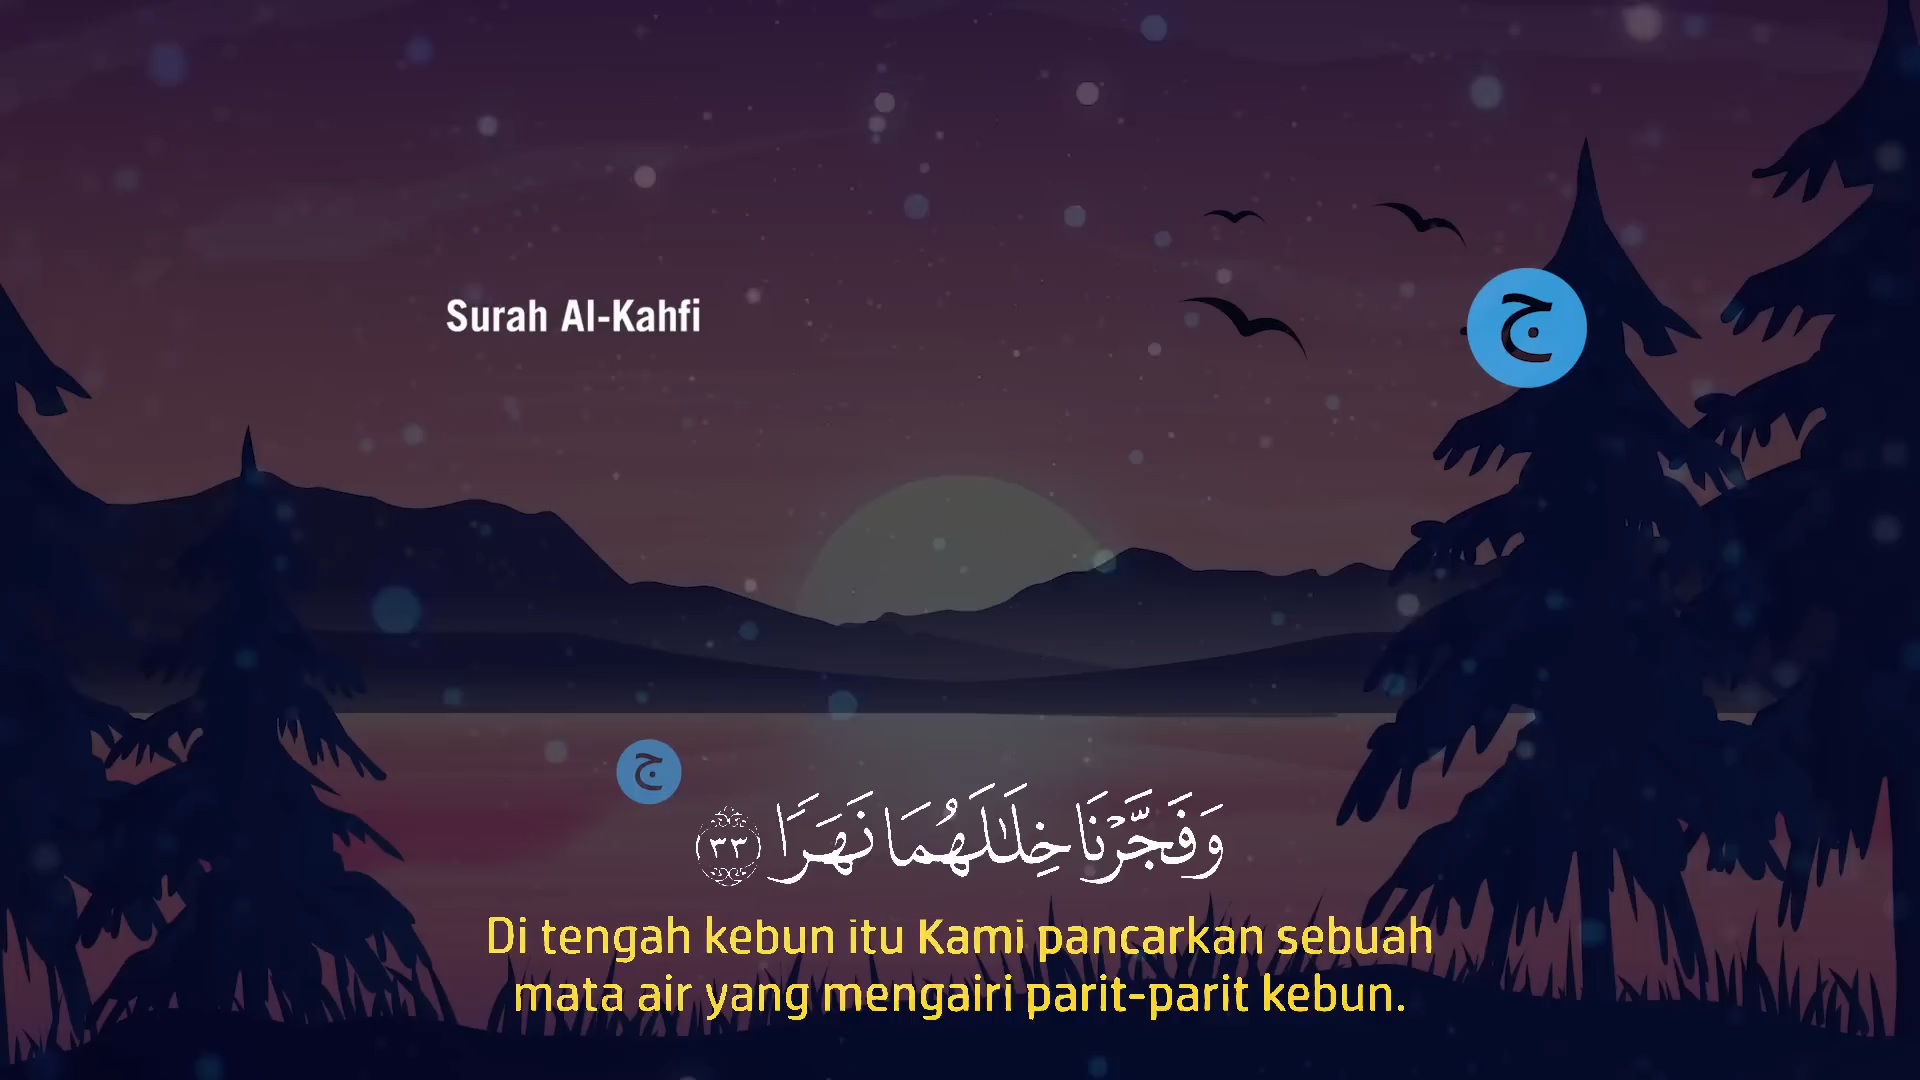 Surah Al-Kahfi
ج
ج
وَفَجَّرْنَا خِلَٰلَهُمَا نَهَرًا ٣٣
Di tengah kebun itu Kami pancarkan sebuah
mata air yang mengairi parit-parit kebun.